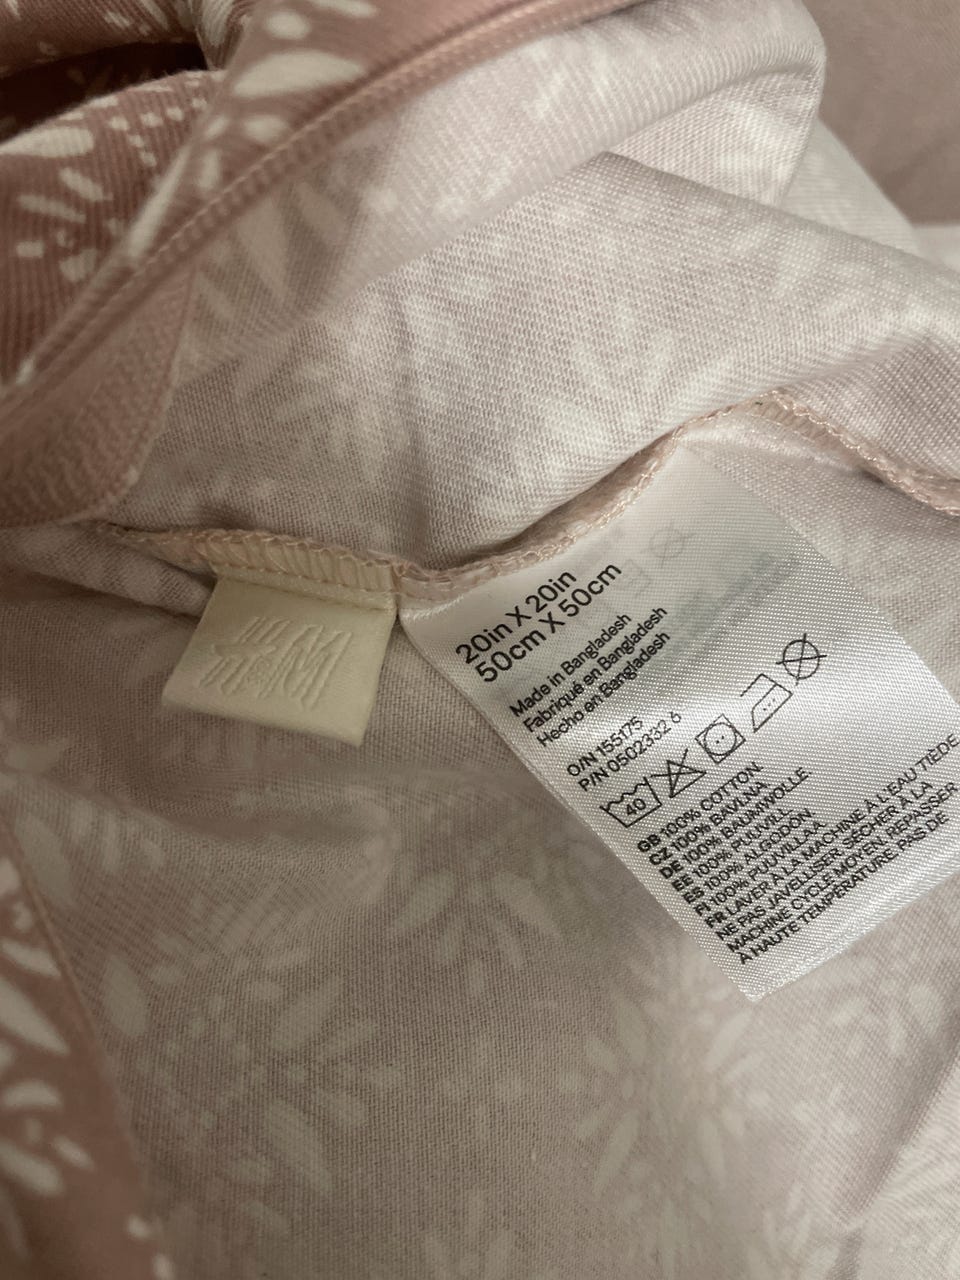 H&M
20in X 20in
50cm X 50cm
Made in Bangladesh
Fabriqué en Bangladesh
Hecho en Bangladesh
O/N 155175
P/N 0502332 6
40
GB 100% COTTON.
CZ 100% BAVLNA.
DE 100% BAUMWOLLE.
EE 100% PUUVILL.
ES 100% ALGODÓN.
FI 100% PUUVILLAA.
FR LAVER À LA MACHINE À L'EAU TIÈDE,
NE PAS JAVELLISER, SÉCHER À LA
MACHINE CYCLE MOYEN, REPASSER
À HAUTE TEMPÉRATURE, PAS DE